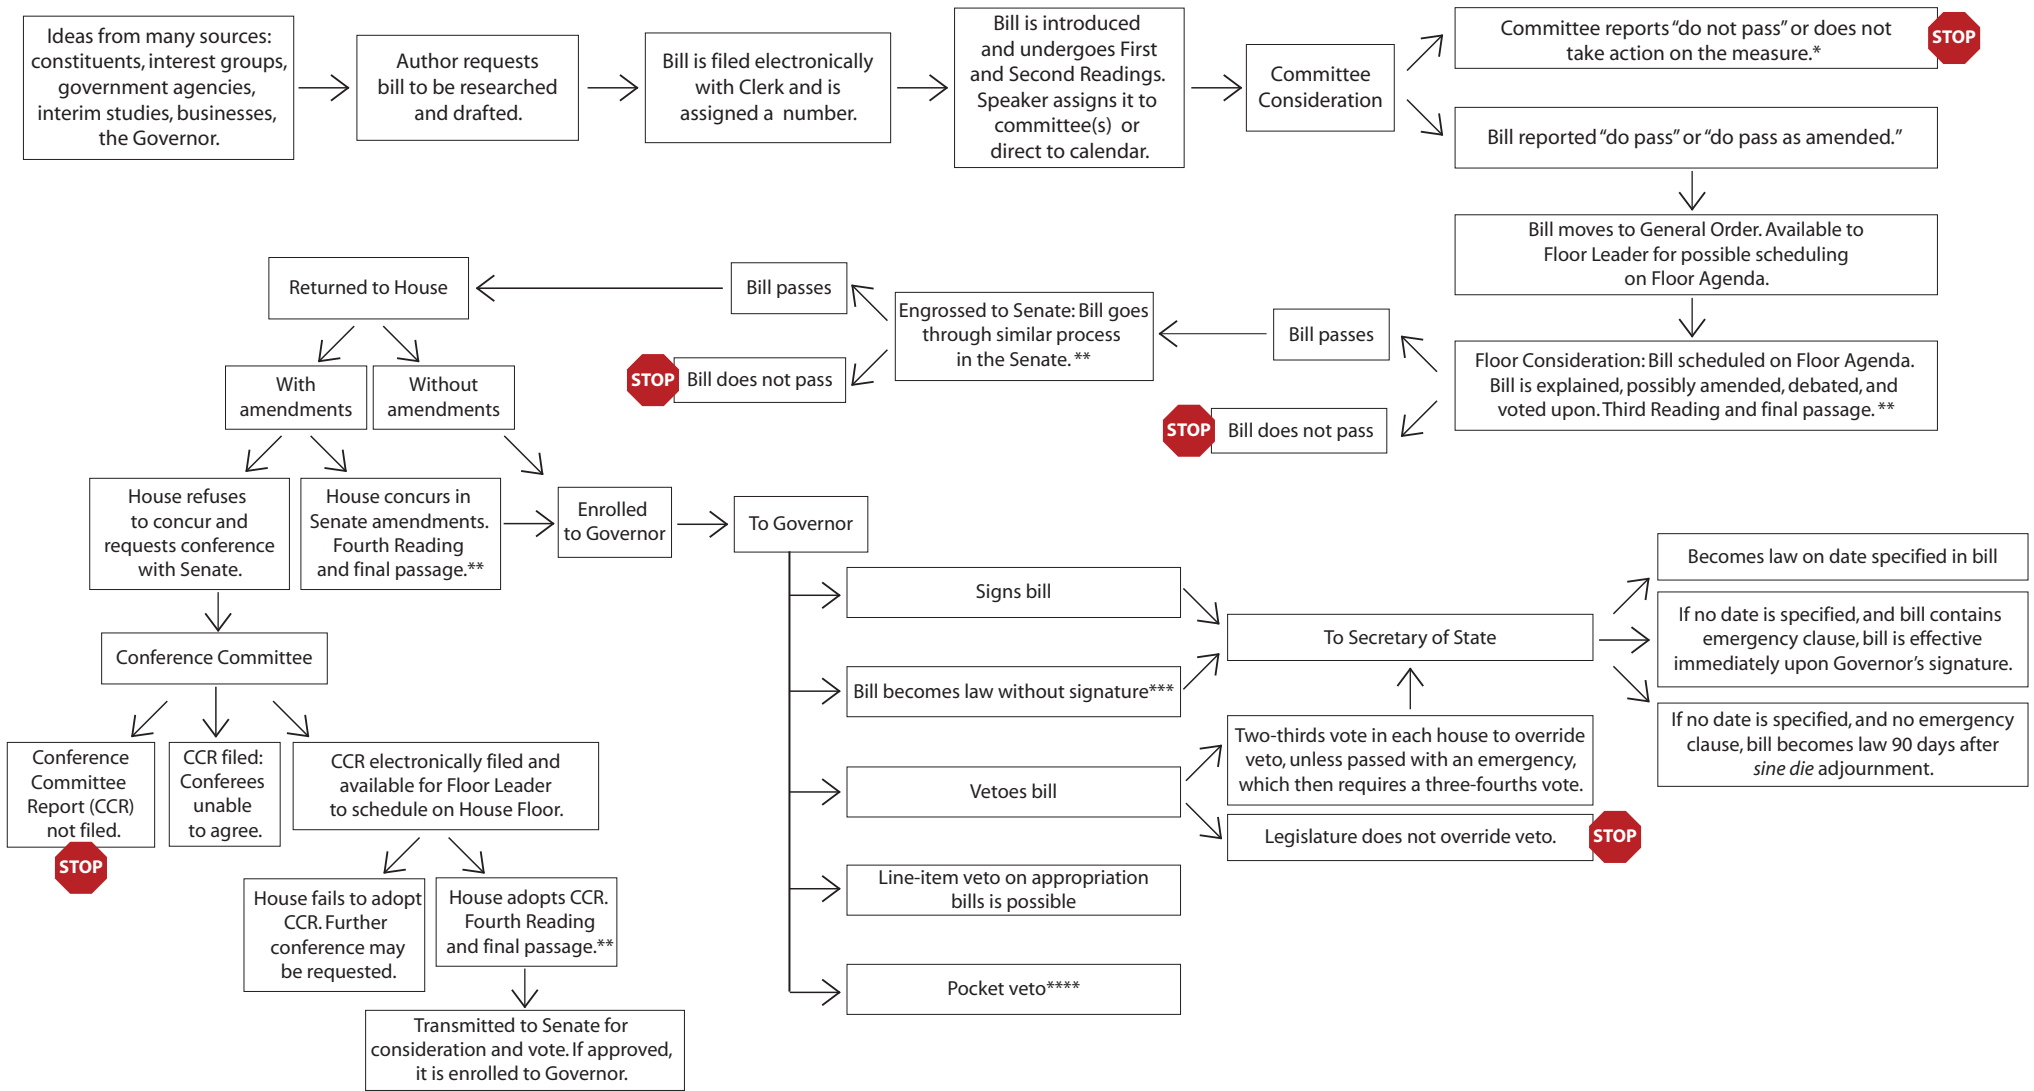 Ideas from many sources:
constituents, interest groups,
government agencies,
interim studies, businesses,
the Governor.
Author requests
bill to be researched
and drafted.
Bill is filed electronically
with Clerk and is
assigned a number.
Bill is introduced
and undergoes First
and Second Readings.
Speaker assigns it to
committee(s) or
direct to calendar.
Committee
Consideration
Committee reports “do not pass” or does not
take action on the measure.*
STOP
Bill reported “do pass” or “do pass as amended.”
Bill moves to General Order. Available to
Floor Leader for possible scheduling
on Floor Agenda.
Floor Consideration: Bill scheduled on Floor Agenda.
Bill is explained, possibly amended, debated, and
voted upon. Third Reading and final passage. **
Bill passes
STOP
Bill does not pass
Engrossed to Senate: Bill goes
through similar process
in the Senate. **
Bill passes
STOP
Bill does not pass
Returned to House
With
amendments
Without
amendments
House refuses
to concur and
requests conference
with Senate.
House concurs in
Senate amendments.
Fourth Reading
and final passage.**
Enrolled
to Governor
To Governor
Conference Committee
Conference
Committee
Report (CCR)
not filed.
STOP
CCR filed:
Conferees
unable
to agree.
CCR electronically filed and
available for Floor Leader
to schedule on House Floor.
House fails to adopt
CCR. Further
conference may
be requested.
House adopts CCR.
Fourth Reading
and final passage.**
Transmitted to Senate for
consideration and vote. If approved,
it is enrolled to Governor.
Signs bill
Bill becomes law without signature***
Vetoes bill
Line-item veto on appropriation
bills is possible
Pocket veto****
To Secretary of State
Two-thirds vote in each house to override
veto, unless passed with an emergency,
which then requires a three-fourths vote.
Legislature does not override veto.
STOP
Becomes law on date specified in bill
If no date is specified, and bill contains
emergency clause, bill is effective
immediately upon Governor’s signature.
If no date is specified, and no emergency
clause, bill becomes law 90 days after
sine die adjournment.